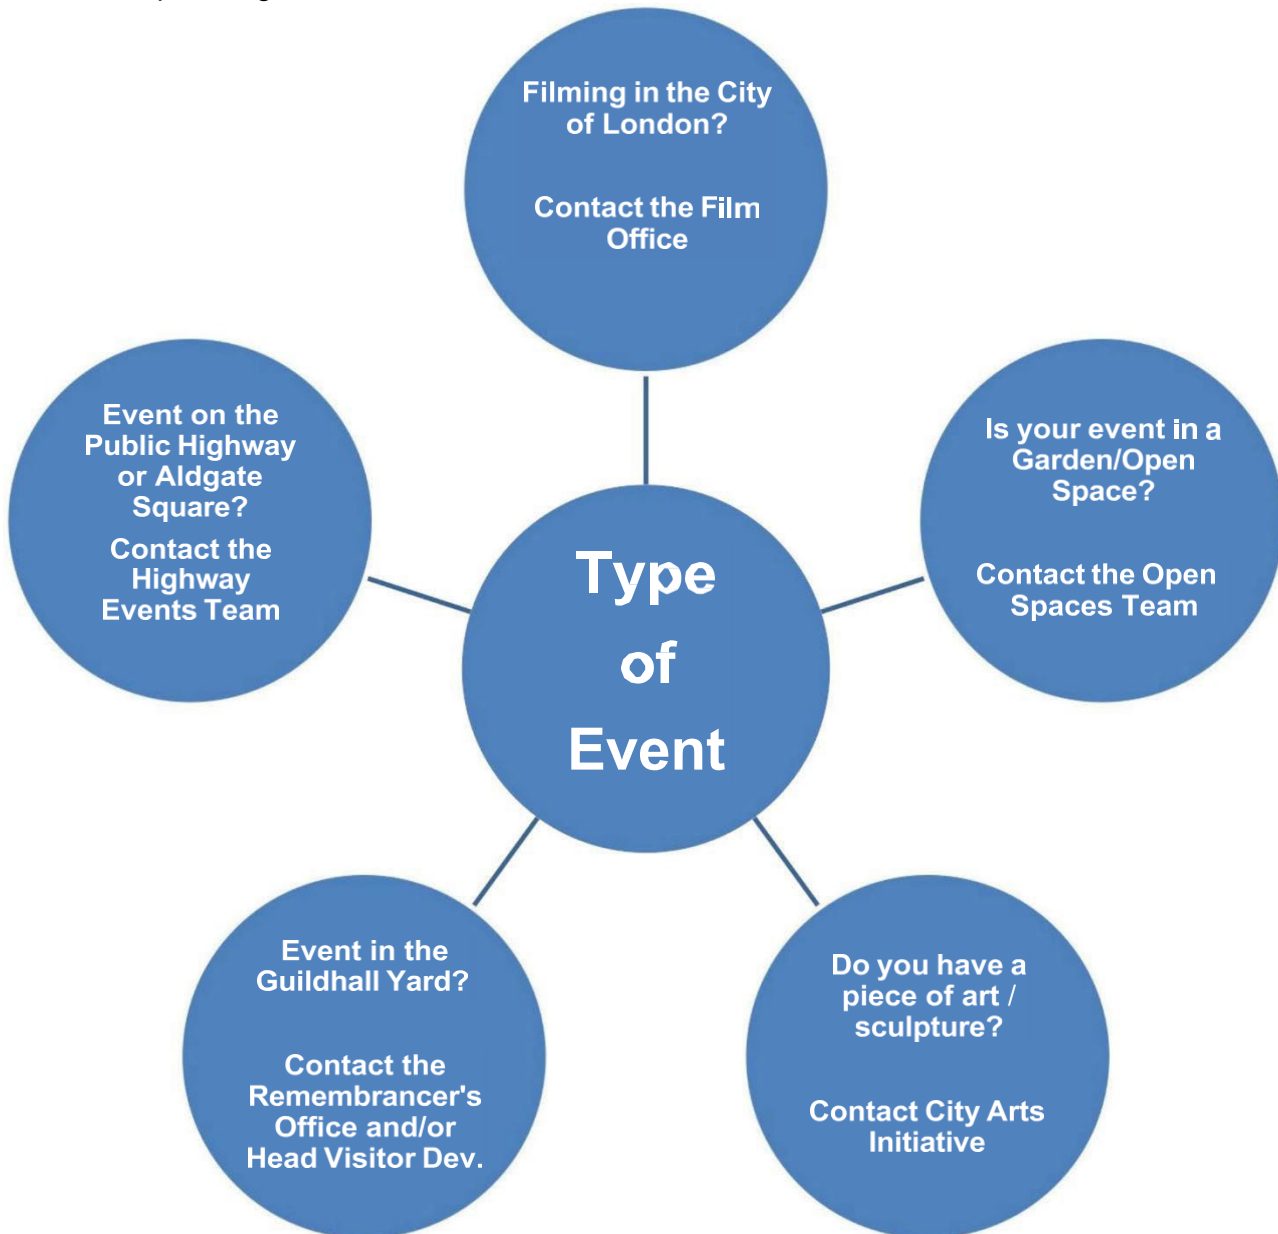 Filming in the City
of London?
Contact the Film
Office
Is your event in a
Garden/Open
Space?
Contact the Open
Spaces Team
Do you have a
piece of art /
sculpture?
Contact City Arts
Initiative
Event in the
Guildhall Yard?
Contact the
Remembrancer's
Office and/or
Head Visitor Dev.
Event on the
Public Highway
or Aldgate
Square?
Contact the
Highway
Events Team
Type
of
Event